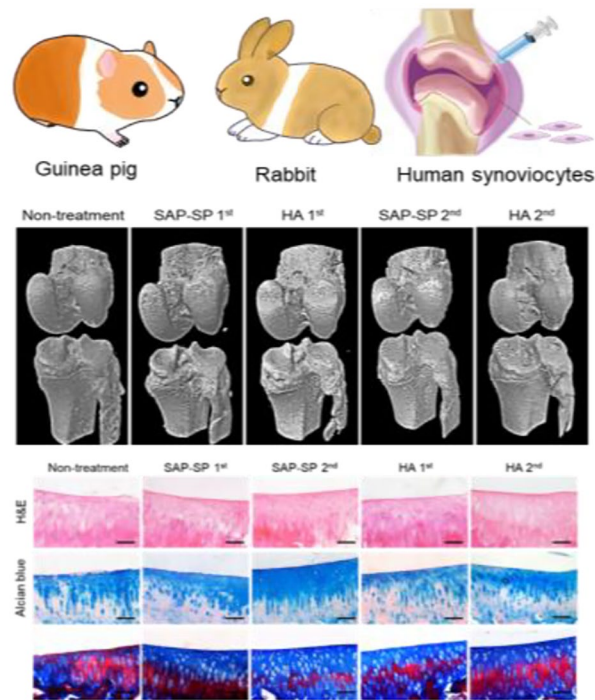 Guinea pig
Rabbit
Human synoviocytes
Non-treatment SAP-SP 1st HA 1st SAP-SP 2nd HA 2nd
Non-treatment SAP-SP 1st SAP-SP 2nd HA 1st HA 2nd
H&E
Alcian blue